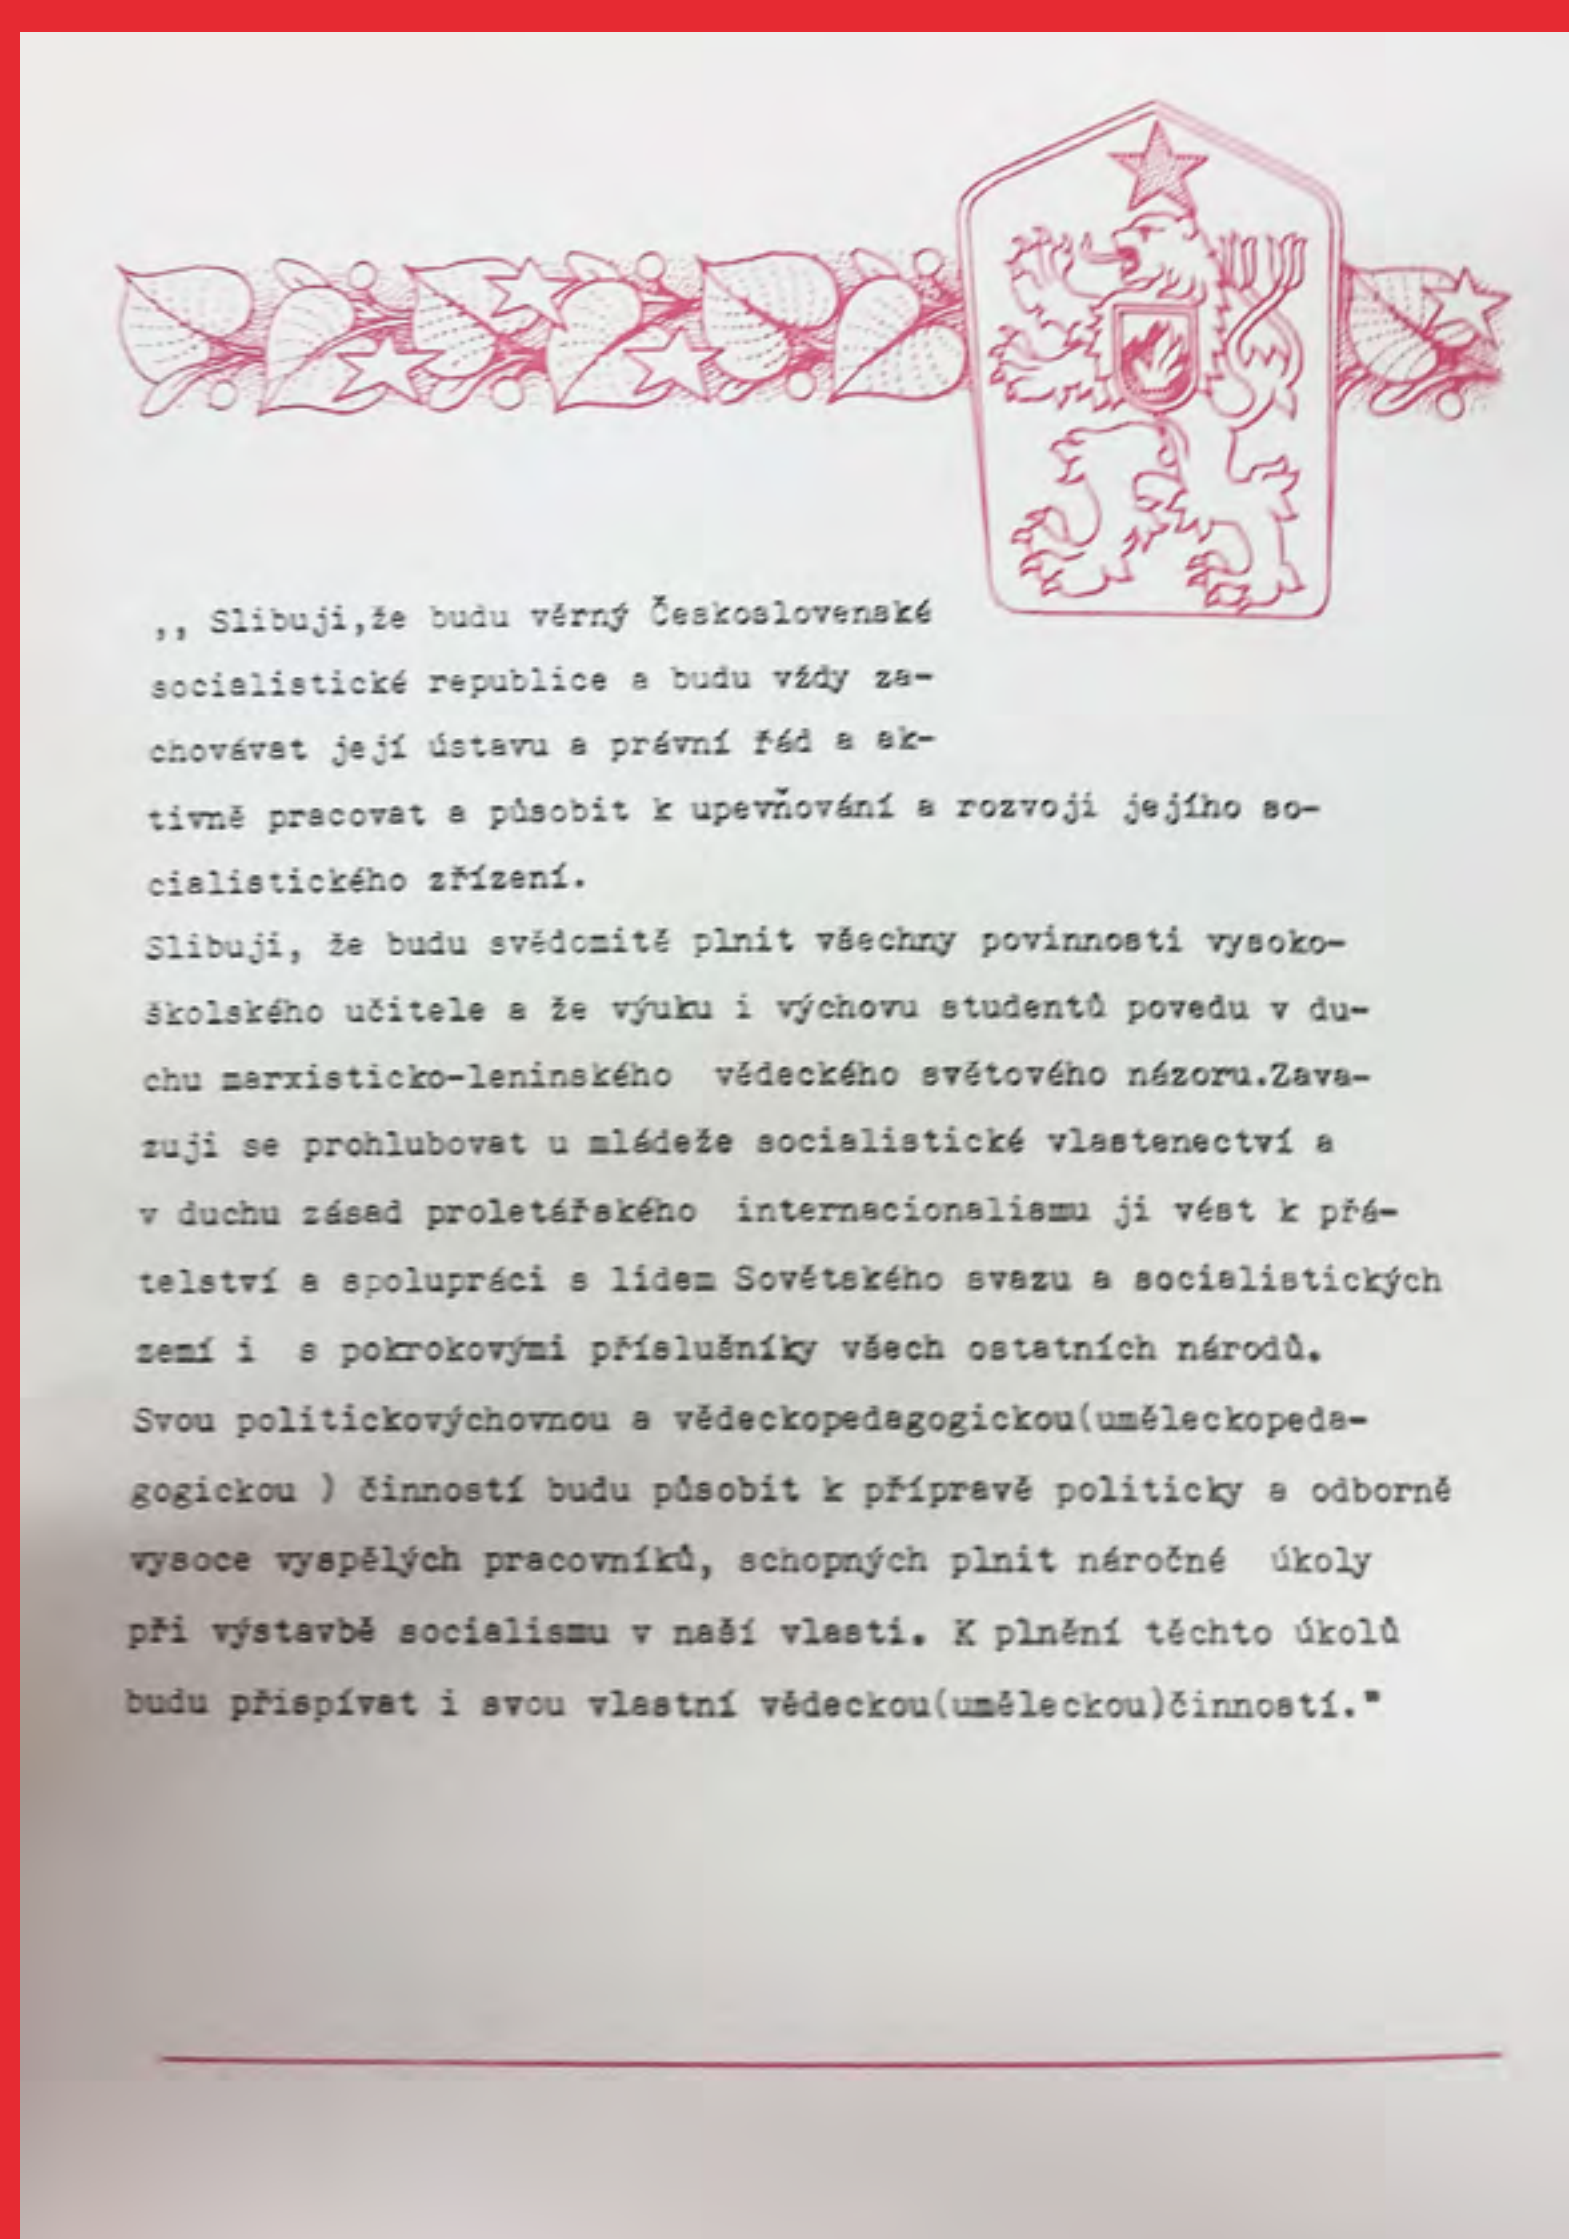 ,, Slibuji,že budu věrný Československé
socialistické republice a budu vždy za-
chovávat její ústavu a právní řád a ak-
tivně pracovat a působit k upevňování a rozvoji jejího so-
cialistického zřízení.
Slibuji, že budu svědomitě plnit všechny povinnosti vysoko-
školského učitele a že výuku i výchovu studentů povedu v du-
chu marxisticko-leninského vědeckého světového názoru.Zava-
zuji se prohlubovat u mládeže socialistické vlastenectví a
v duchu zásad proletářského internacionalismu ji vést k přá-
telství a spolupráci s lidem Sovětského svazu a socialistických
zemí i s pokrokovými příslušníky všech ostatních národů.
Svou politickovýchovnou a vědeckopedagogickou(uměleckopeda-
gogickou ) činností budu působit k přípravě politicky a odborně
vysoce vyspělých pracovníků, schopných plnit náročné úkoly
při výstavbě socialismu v naší vlasti. K plnění těchto úkolů
budu přispívat i svou vlastní vědeckou(uměleckou)činností."